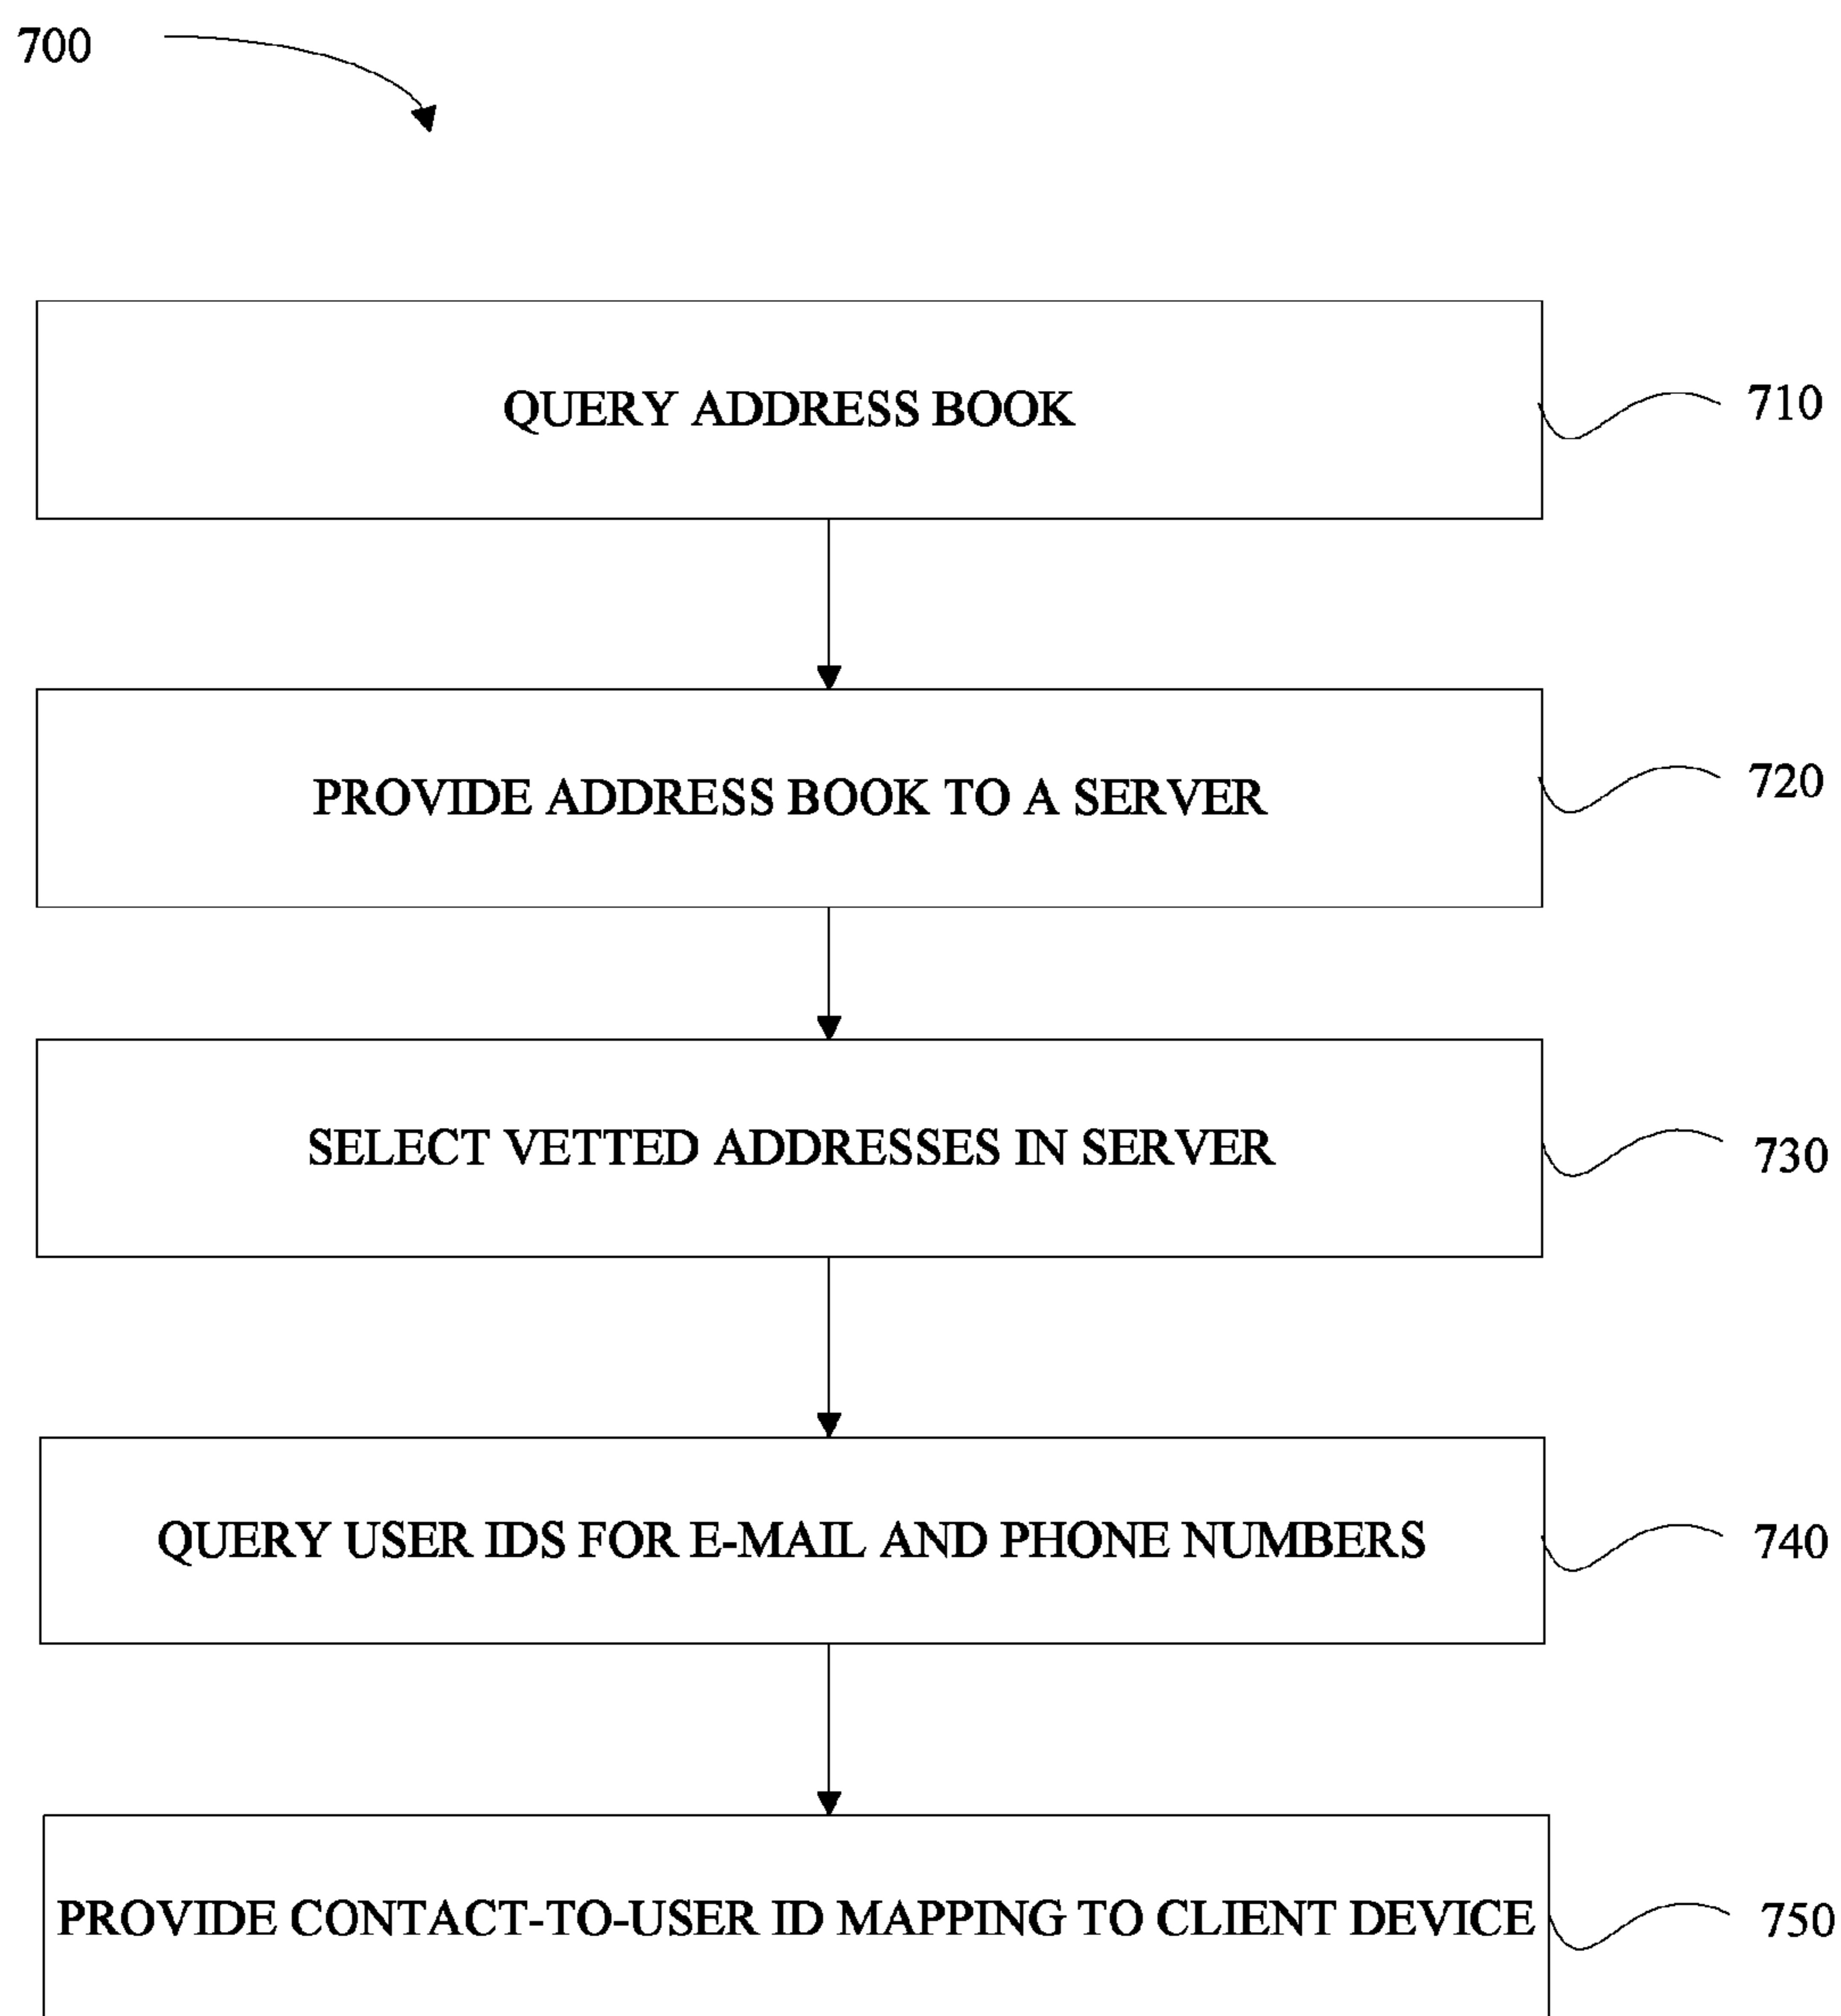 700
QUERY ADDRESS BOOK
710
PROVIDE ADDRESS BOOK TO A SERVER
720
SELECT VETTED ADDRESSES IN SERVER
730
QUERY USER IDS FOR E-MAIL AND PHONE NUMBERS
740
PROVIDE CONTACT-TO-USER ID MAPPING TO CLIENT DEVICE
750